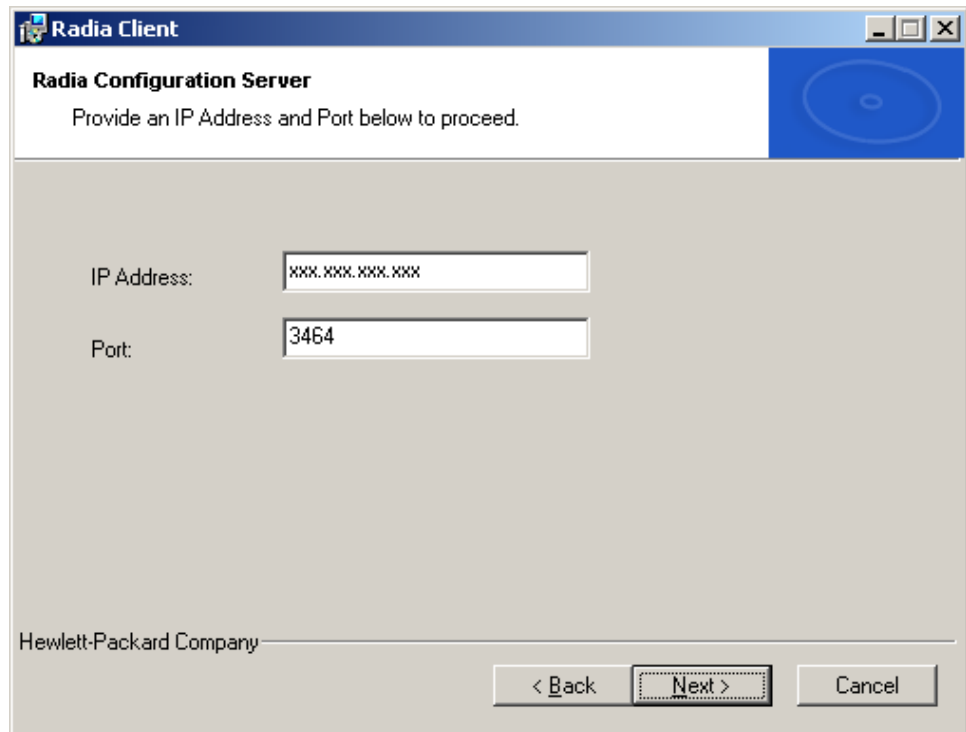 Radia Client
Radia Configuration Server
Provide an IP Address and Port below to proceed.
IP Address:
xxx.xxx.xxx.xxx
Port:
3464
Hewlett-Packard Company
< Back
Next >
Cancel